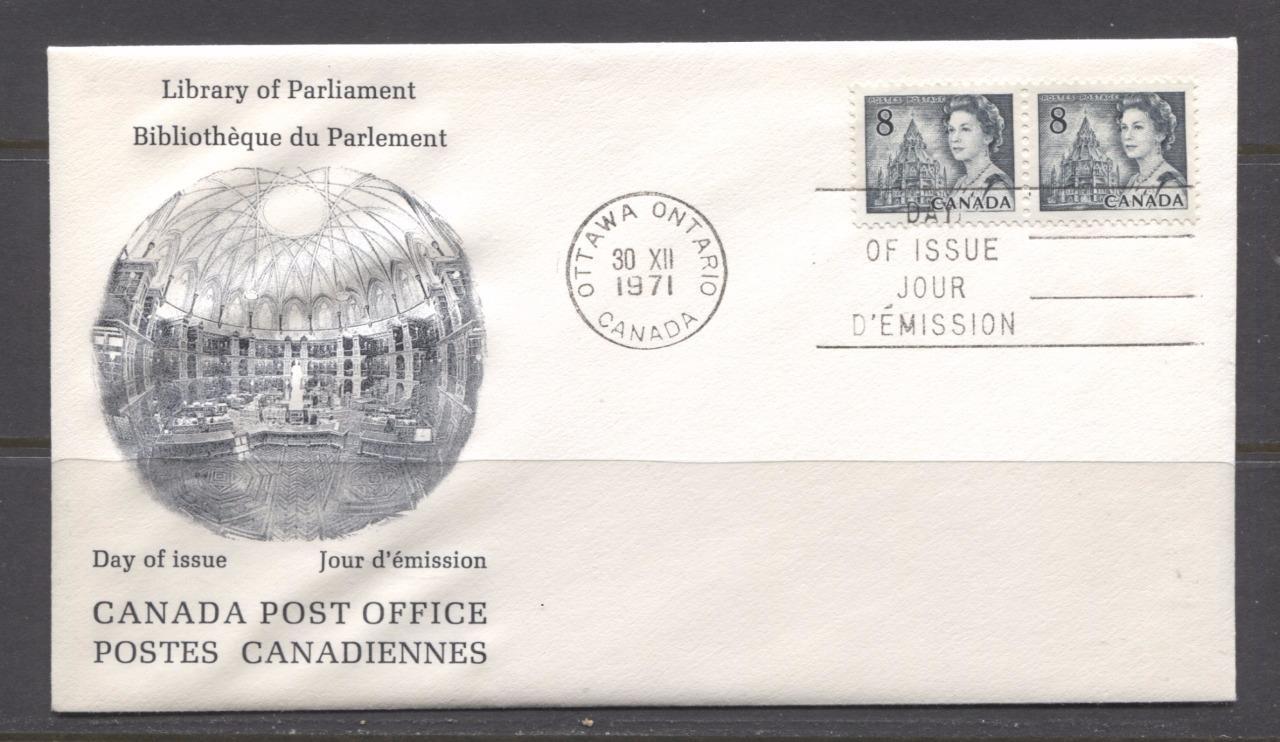 Library of Parliament
Bibliothèque du Parlement
POSTES POSTAGE
8
CANADA
POSTES POSTAGE
8
CANADA
OTTAWA ONTARIO
30 XII
1971
CANADA
DAY
OF ISSUE
JOUR
D'ÉMISSION
Day of issue Jour d'émission
CANADA POST OFFICE
POSTES CANADIENNES